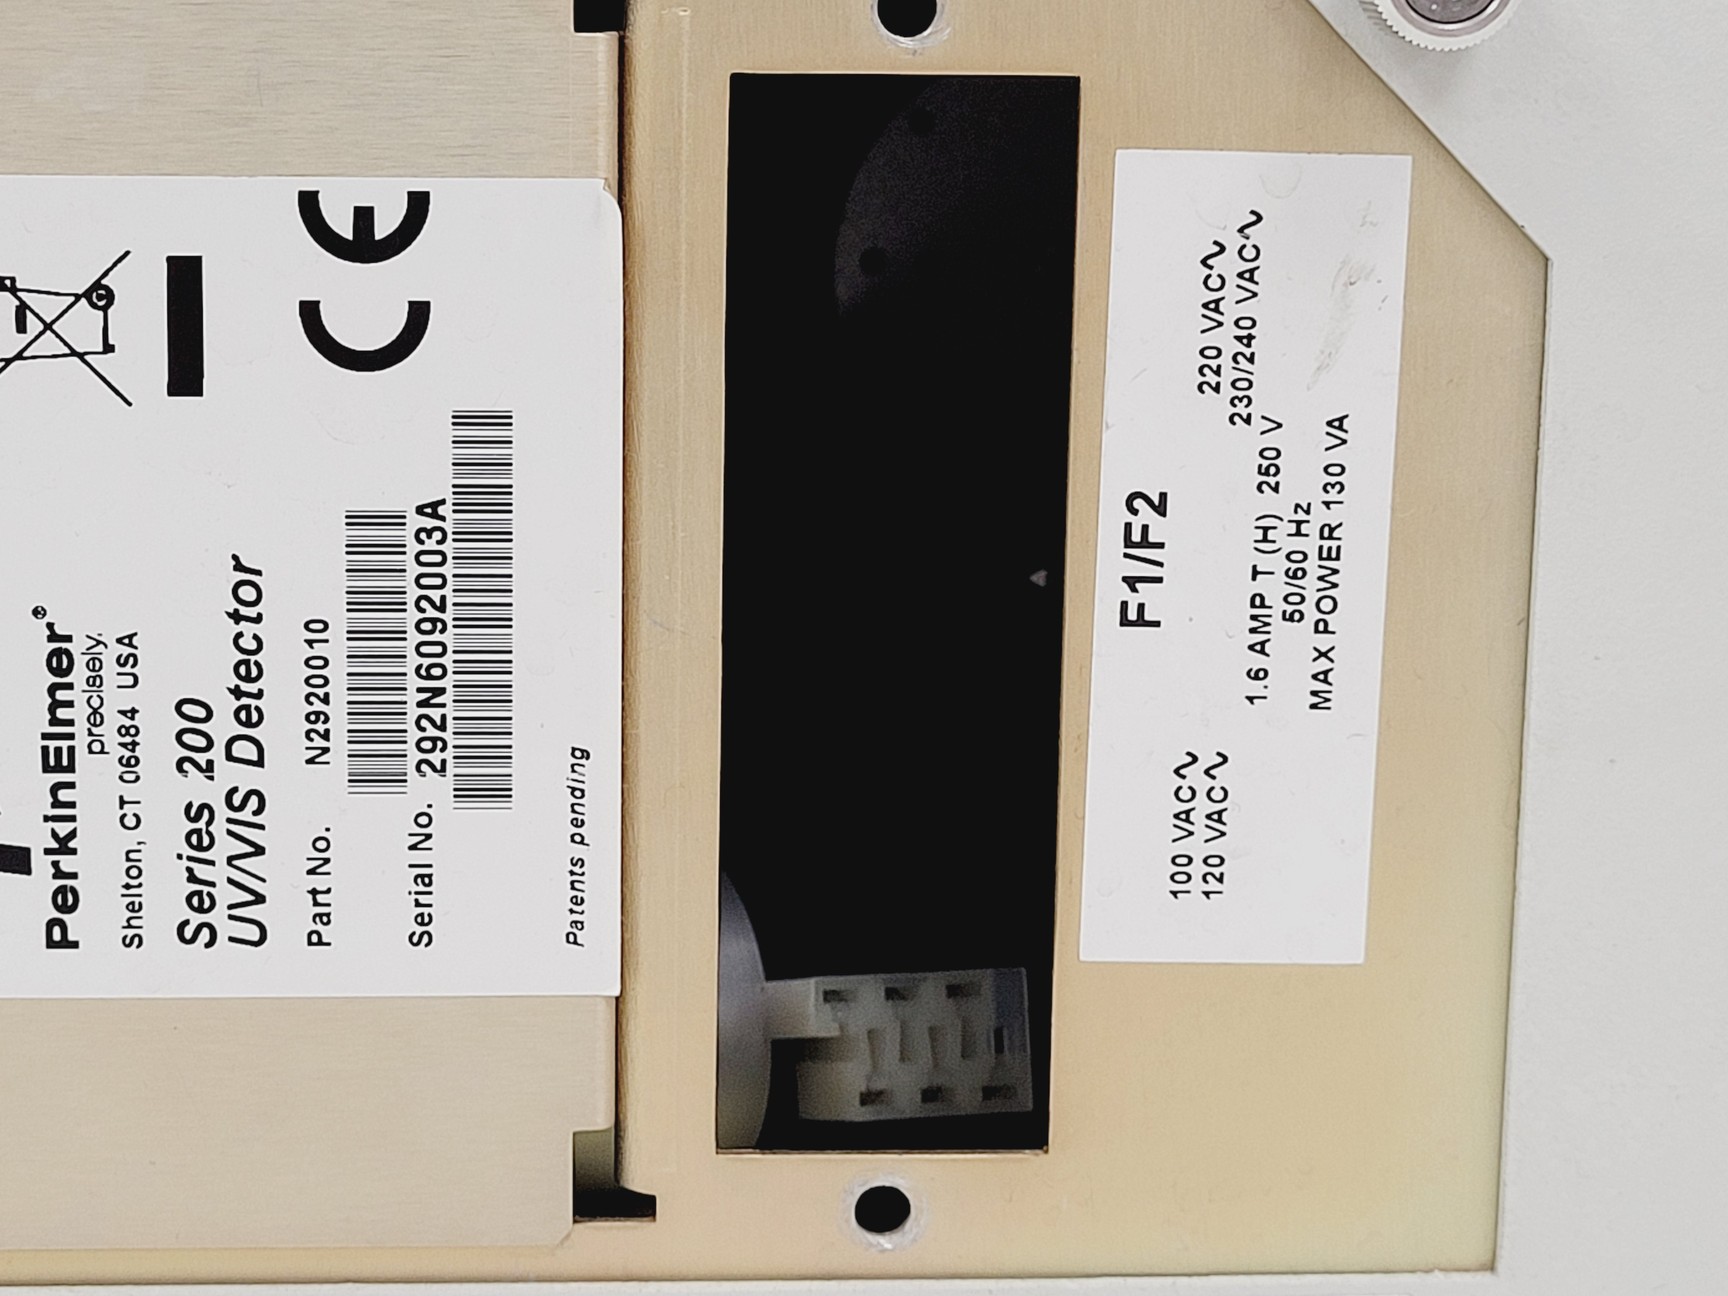 PerkinElmer®
precisely.
Shelton, CT 06484 USA
Series 200
UV/VIS Detector
Part No. N2920010
Serial No. 292N6092003A
Patents pending
CE
F1/F2
100 VAC∿ 220 VAC∿
120 VAC∿ 230/240 VAC∿
1.6 AMP T (H) 250 V
50/60 Hz
MAX POWER 130 VA